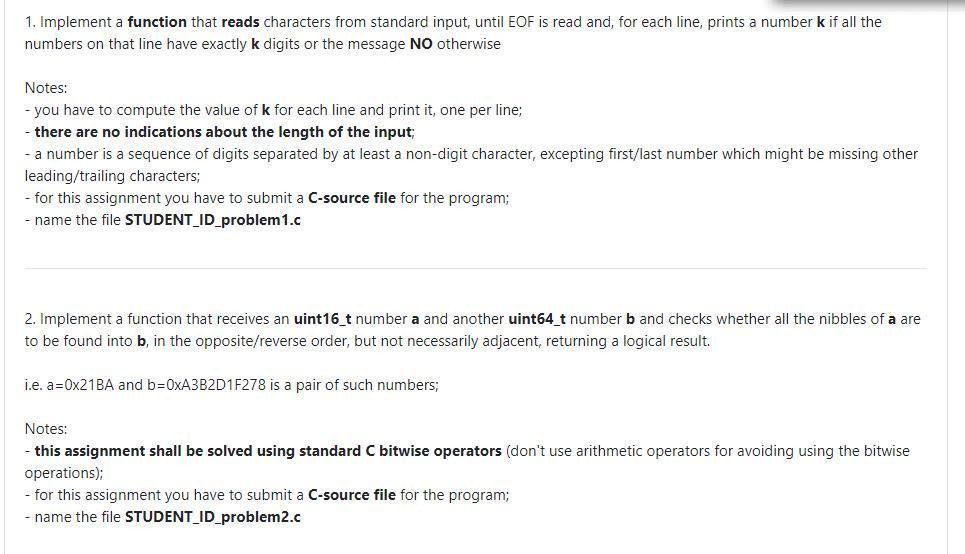 1. Implement a function that reads characters from standard input, until EOF is read and, for each line, prints a number k if all the
numbers on that line have exactly k digits or the message NO otherwise
Notes:
- you have to compute the value of k for each line and print it, one per line;
- there are no indications about the length of the input;
- a number is a sequence of digits separated by at least a non-digit character, excepting first/last number which might be missing other
leading/trailing characters;
- for this assignment you have to submit a C-source file for the program;
- name the file STUDENT_ID_problem1.c
2. Implement a function that receives an uint16_t number a and another uint64_t number b and checks whether all the nibbles of a are
to be found into b, in the opposite/reverse order, but not necessarily adjacent, returning a logical result.
i.e. a=0x21BA and b=0xA3B2D1F278 is a pair of such numbers;
Notes:
- this assignment shall be solved using standard C bitwise operators (don't use arithmetic operators for avoiding using the bitwise
operations);
- for this assignment you have to submit a C-source file for the program;
- name the file STUDENT_ID_problem2.c